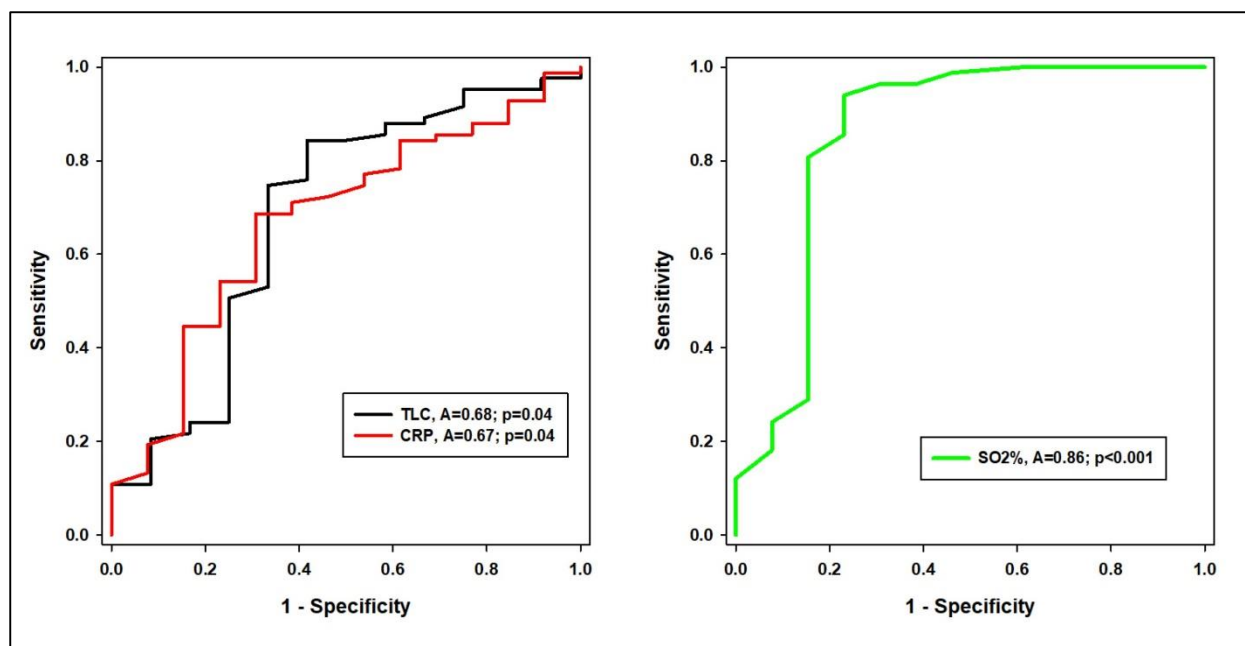 1.0
0.8
0.6
0.4
0.2
0.0
Sensitivity
TLC, A=0.68; p=0.04
CRP, A=0.67; p=0.04
0.0 0.2 0.4 0.6 0.8 1.0
1 - Specificity
1.0
0.8
0.6
0.4
0.2
0.0
Sensitivity
SO2%, A=0.86; p<0.001
0.0 0.2 0.4 0.6 0.8 1.0
1 - Specificity